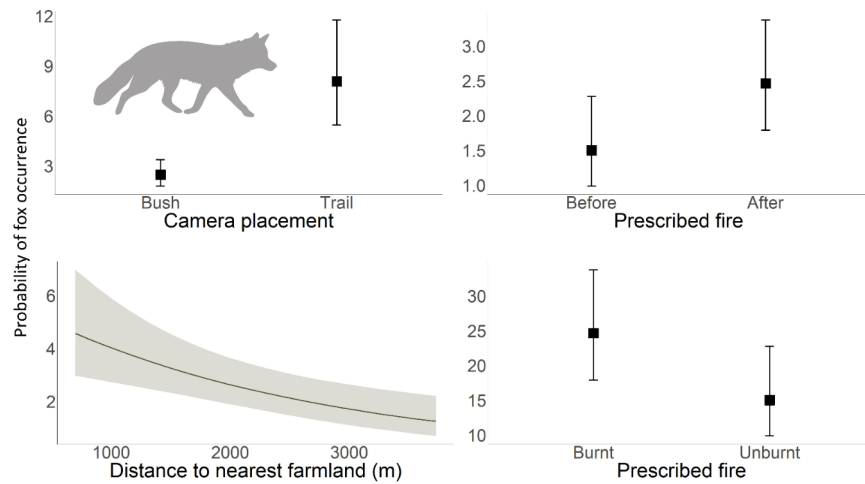 Probability of fox occurrence
12
9
6
3
Bush Trail
Camera placement
3.0
2.5
2.0
1.5
1.0
Before After
Prescribed fire
6
4
2
1000 2000 3000
Distance to nearest farmland (m)
30
25
20
15
10
Burnt Unburnt
Prescribed fire